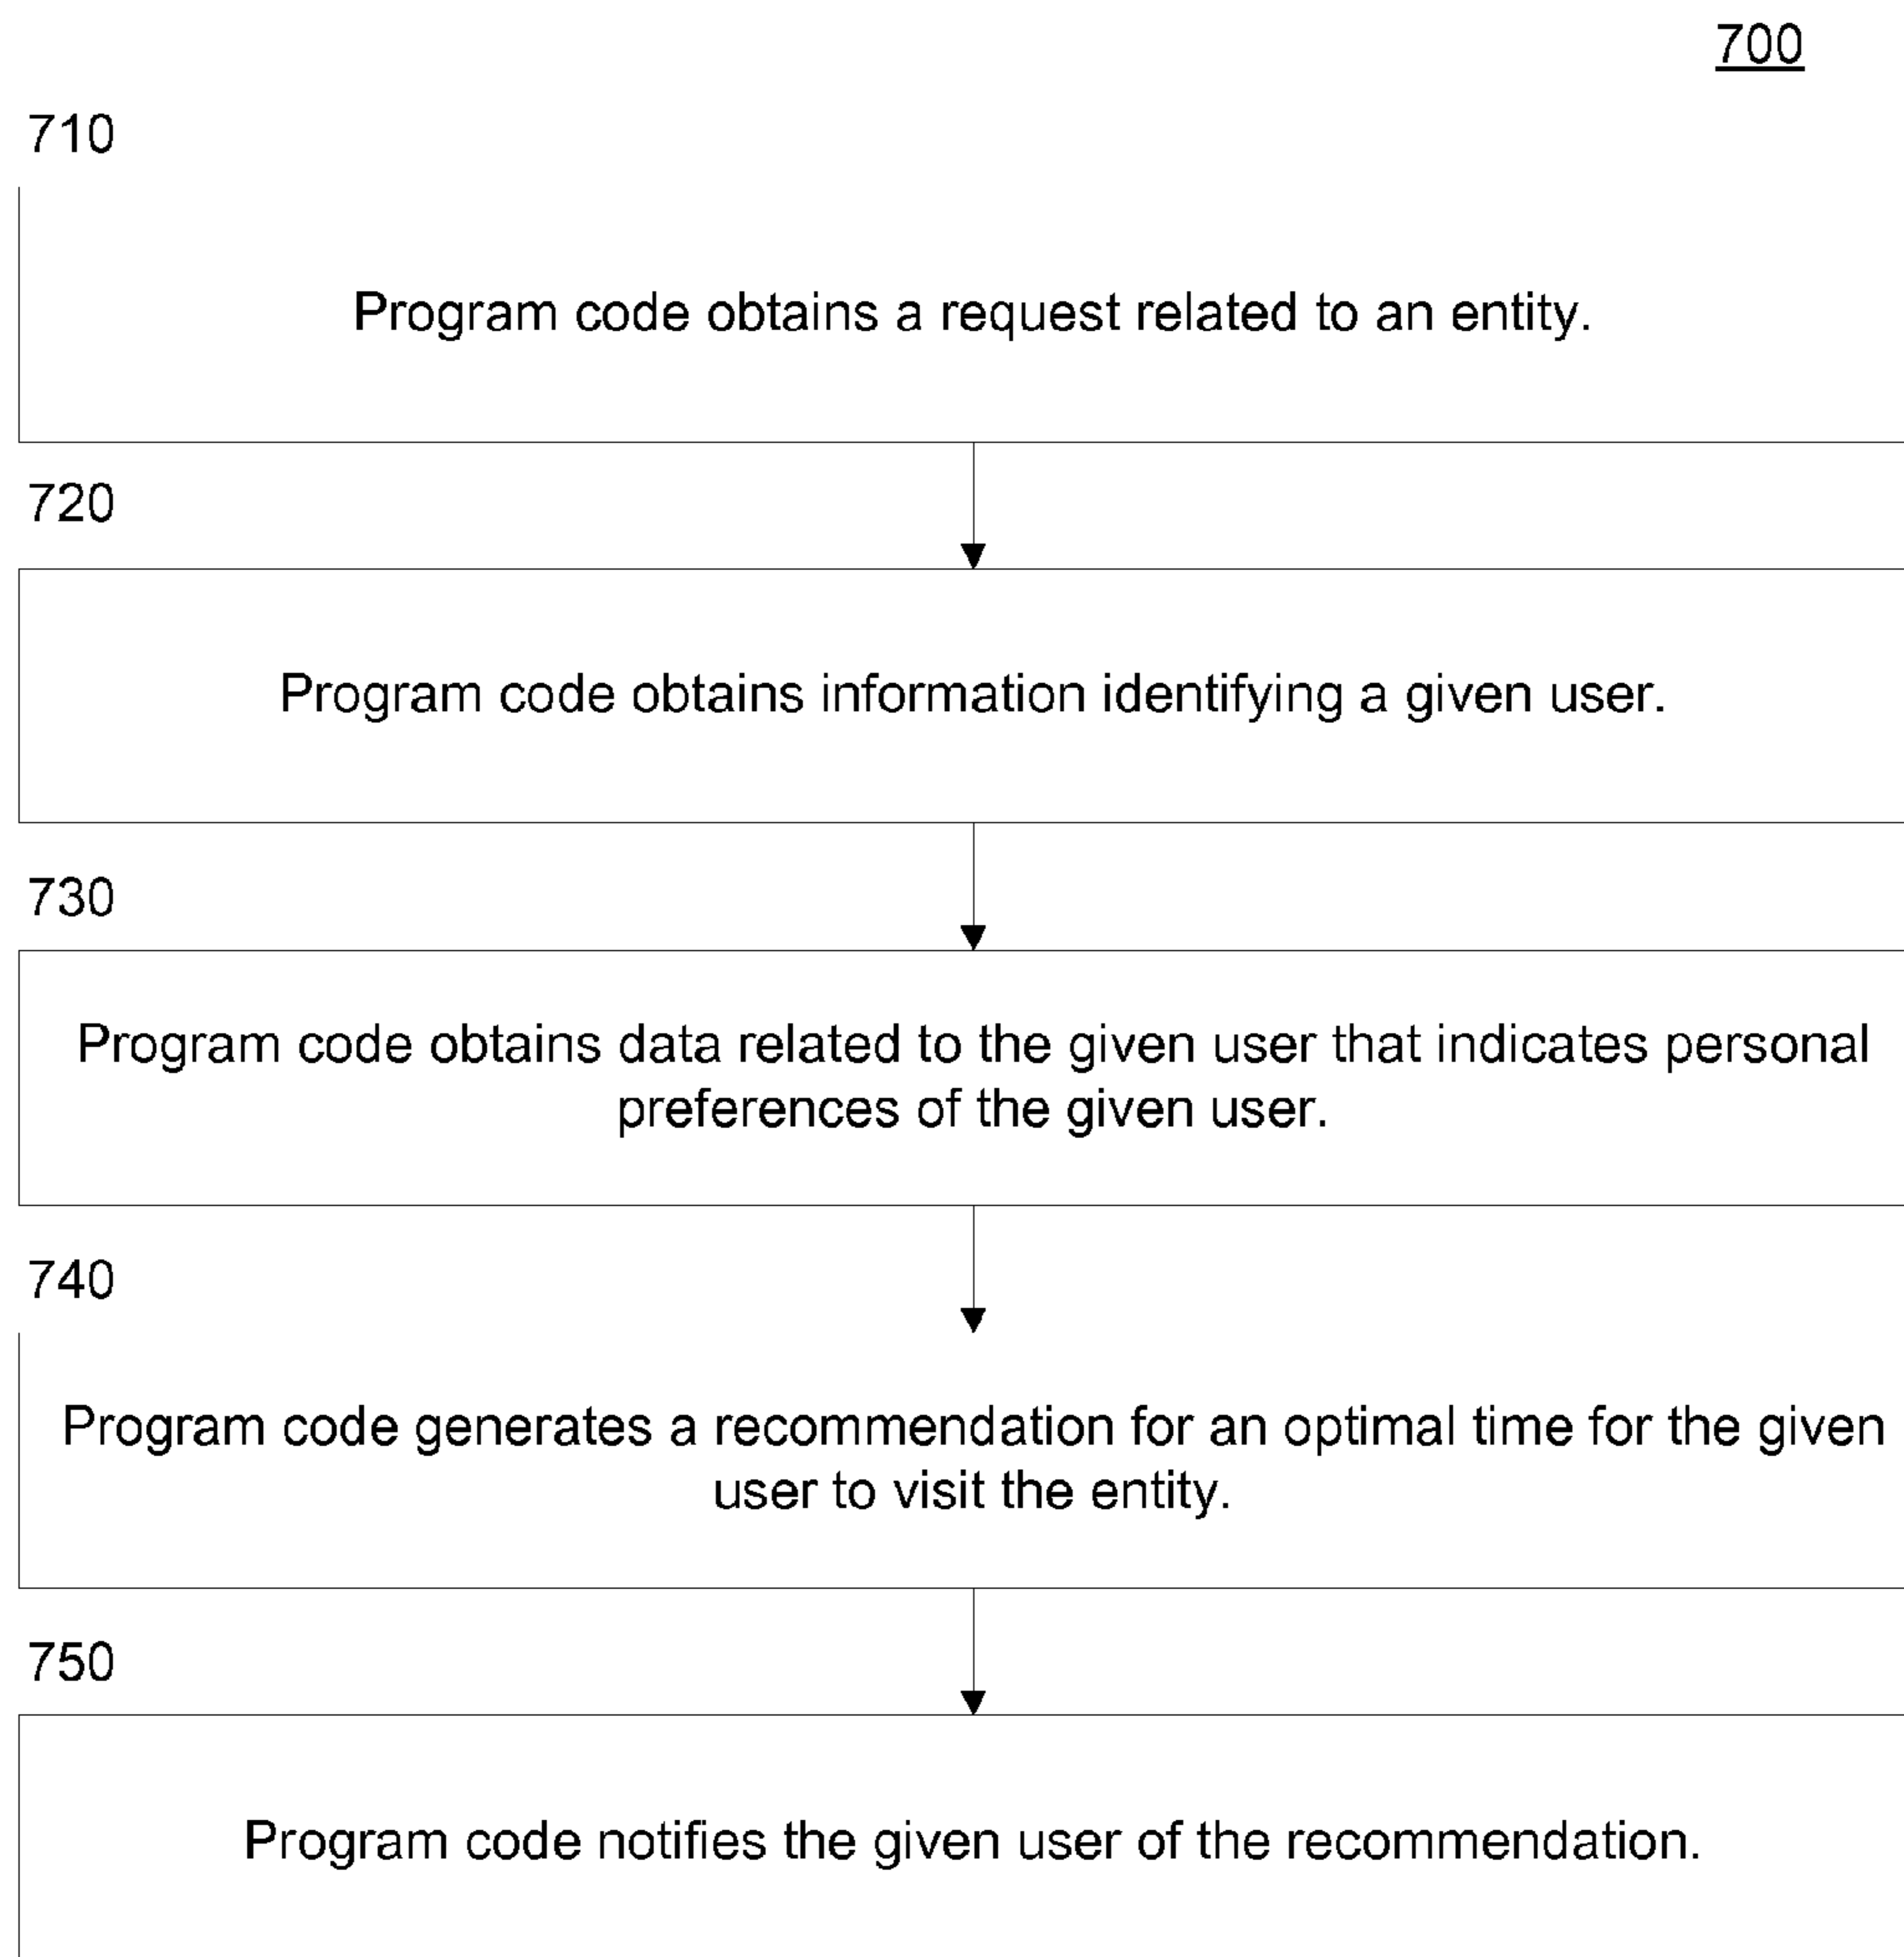 700
710
Program code obtains a request related to an entity.
720
Program code obtains information identifying a given user.
730
Program code obtains data related to the given user that indicates personal
preferences of the given user.
740
Program code generates a recommendation for an optimal time for the given
user to visit the entity.
750
Program code notifies the given user of the recommendation.